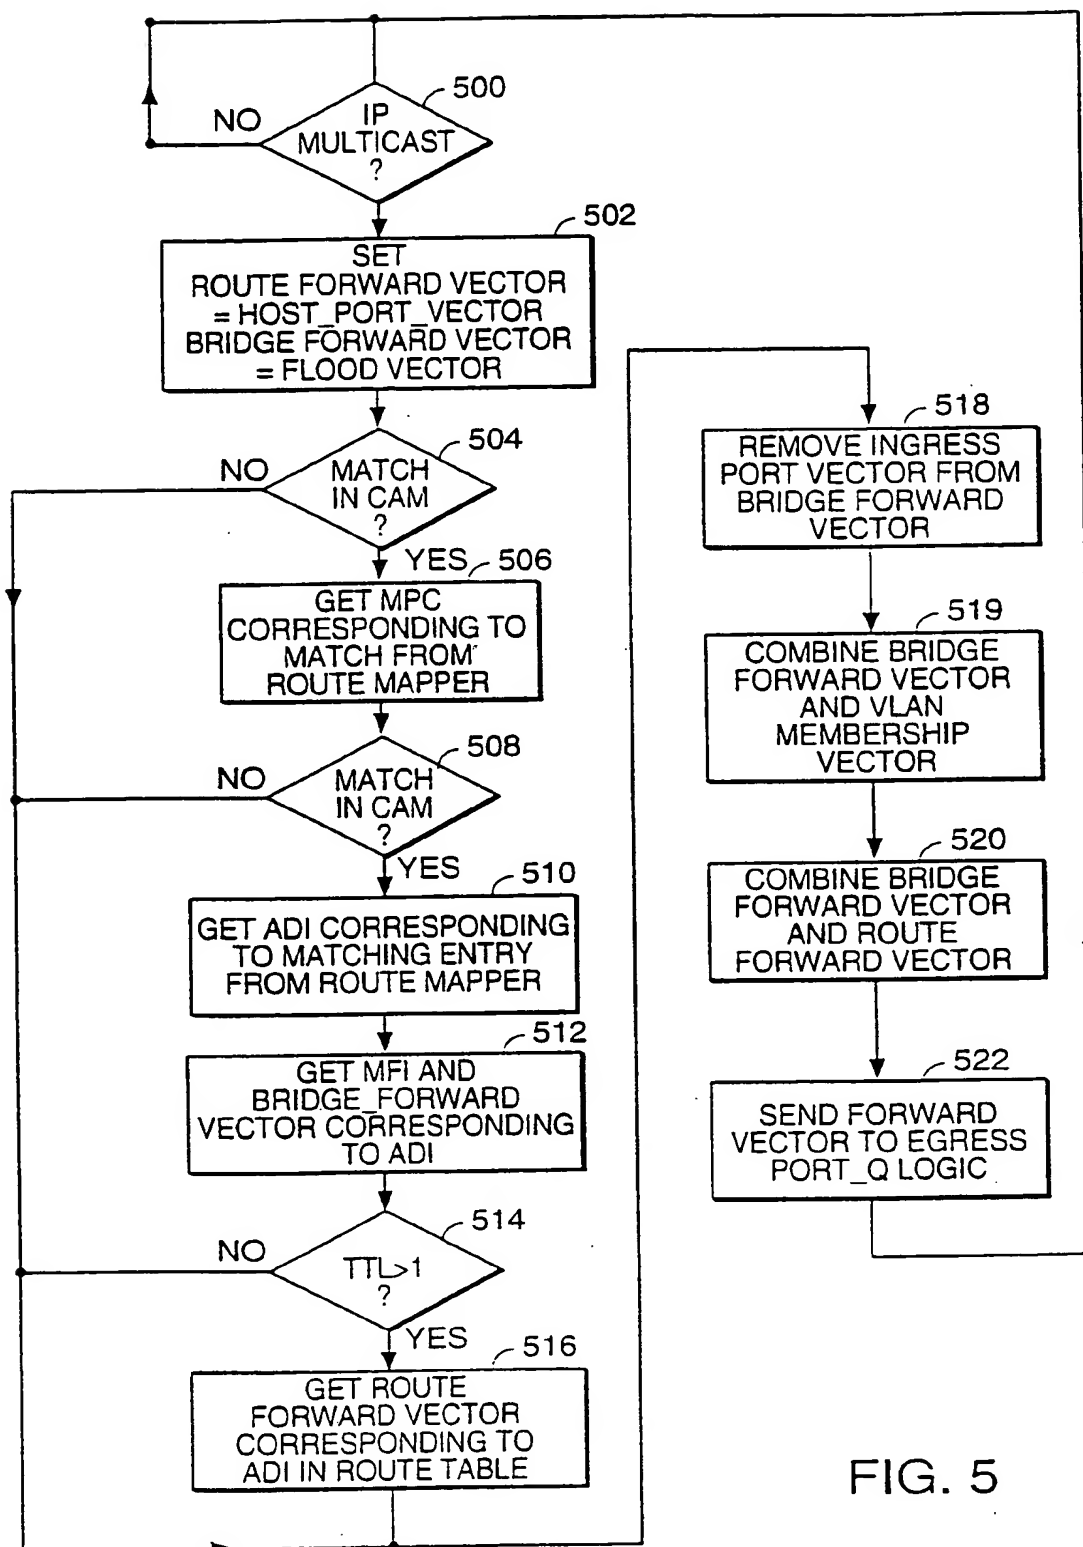 500
NO
IP
MULTICAST
?
502
SET
ROUTE FORWARD VECTOR
= HOST_PORT_VECTOR
BRIDGE FORWARD VECTOR
= FLOOD VECTOR
504
NO
MATCH
IN CAM
?
YES
506
GET MPC
CORRESPONDING TO
MATCH FROM
ROUTE MAPPER
508
NO
MATCH
IN CAM
?
YES
510
GET ADI CORRESPONDING
TO MATCHING ENTRY
FROM ROUTE MAPPER
512
GET MFI AND
BRIDGE_FORWARD
VECTOR CORRESPONDING
TO ADI
514
NO
TTL>1
?
YES
516
GET ROUTE
FORWARD VECTOR
CORRESPONDING TO
ADI IN ROUTE TABLE
518
REMOVE INGRESS
PORT VECTOR FROM
BRIDGE FORWARD
VECTOR
519
COMBINE BRIDGE
FORWARD VECTOR
AND VLAN
MEMBERSHIP
VECTOR
520
COMBINE BRIDGE
FORWARD VECTOR
AND ROUTE
FORWARD VECTOR
522
SEND FORWARD
VECTOR TO EGRESS
PORT_Q LOGIC
FIG. 5